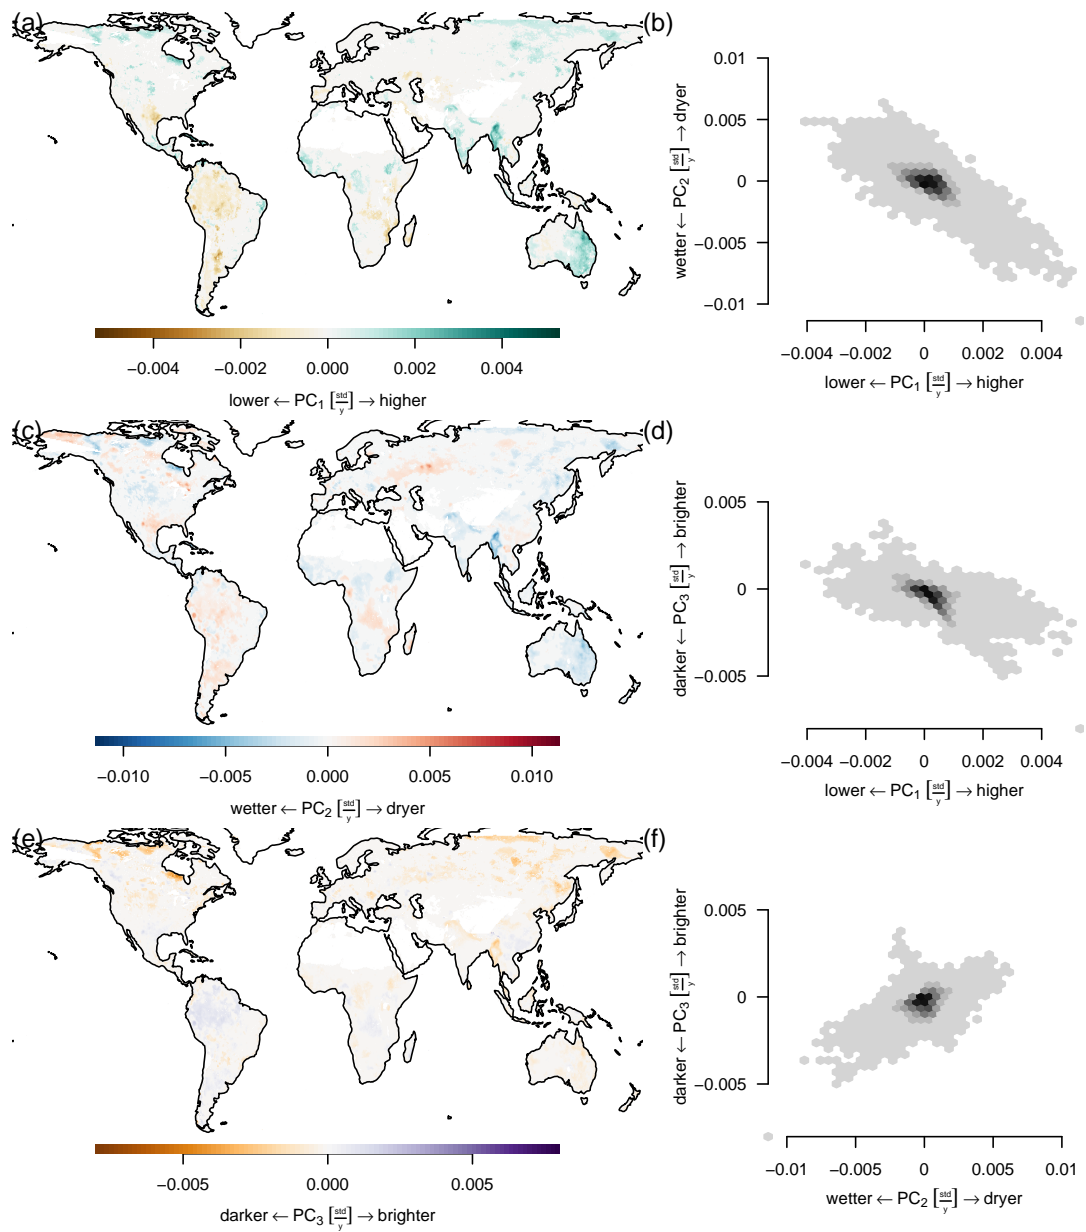 (a)
−0.004 −0.002 0.000 0.002 0.004
lower ← PC₁ [std/y] → higher
(b)
0.01
0.005
0
−0.005
−0.01
wetter ← PC₂ [std/y] → dryer
−0.004 −0.002 0 0.002 0.004
lower ← PC₁ [std/y] → higher
(c)
−0.010 −0.005 0.000 0.005 0.010
wetter ← PC₂ [std/y] → dryer
(d)
0.005
0
−0.005
darker ← PC₃ [std/y] → brighter
−0.004 −0.002 0 0.002 0.004
lower ← PC₁ [std/y] → higher
(e)
−0.005 0.000 0.005
darker ← PC₃ [std/y] → brighter
(f)
0.005
0
−0.005
darker ← PC₃ [std/y] → brighter
−0.01 −0.005 0 0.005 0.01
wetter ← PC₂ [std/y] → dryer